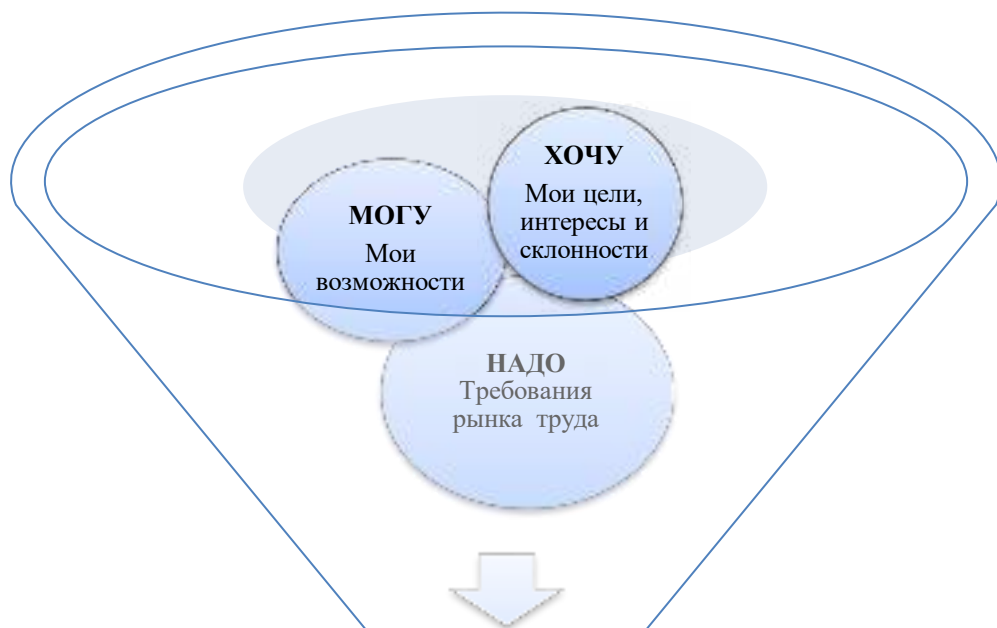 ХОЧУ
Мои цели,
интересы и
склонности
МОГУ
Мои
возможности
НАДО
Требования
рынка труда